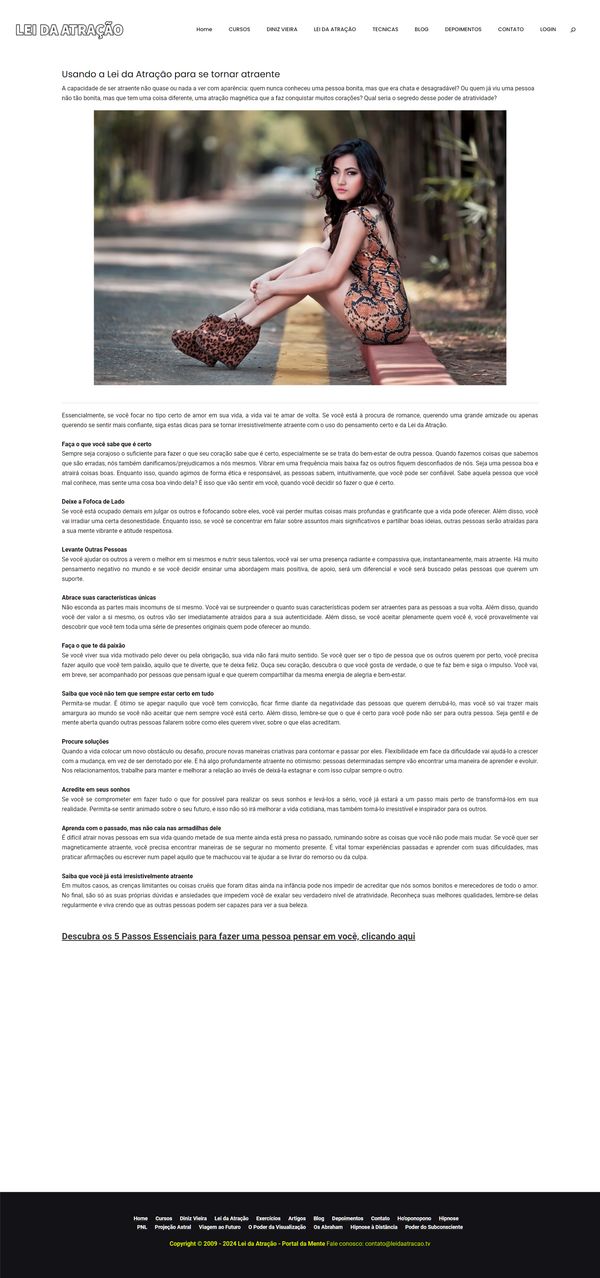 LEI DA ATRAÇÃO
Home CURSOS DINIZ VIEIRA LEI DA ATRAÇÃO TECNICAS BLOG DEPOIMENTOS CONTATO LOGIN
Usando a Lei da Atração para se tornar atraente
A capacidade de ser atraente não quase ou nada a ver com aparência: quem nunca conheceu uma pessoa bonita, mas que era chata e desagradável? Ou quem já viu uma pessoa
não tão bonita, mas que tem uma coisa diferente, uma atração magnética que a faz conquistar muitos corações? Qual seria o segredo desse poder de atratividade?
Essencialmente, se você focar no tipo certo de amor em sua vida, a vida vai te amar de volta. Se você está à procura de romance, querendo uma grande amizade ou apenas
querendo se sentir mais confiante, siga estas dicas para se tornar irresistivelmente atraente com o uso do pensamento certo e da Lei da Atração.
Faça o que você sabe que é certo
Sempre seja corajoso o suficiente para fazer o que seu coração sabe que é certo, especialmente se se trata do bem-estar de outra pessoa. Quando fazemos coisas que sabemos
que são erradas, nós também danificamos/prejudicamos a nós mesmos. Vibrar em uma frequência mais baixa faz os outros fiquem desconfiados de nós. Seja uma pessoa boa e
atrairá coisas boas. Enquanto isso, quando agimos de forma ética e responsável, as pessoas sabem, intuitivamente, que você pode ser confiável. Sabe aquela pessoa que você
mal conhece, mas sente uma coisa boa vindo dela? É isso que vão sentir em você, quando você decidir só fazer o que é certo.
Deixe a Fofoca de Lado
Se você está ocupado demais em julgar os outros e fofocando sobre eles, você vai perder muitas coisas mais profundas e gratificante que a vida pode oferecer. Além disso, você
vai irradiar uma certa desonestidade. Enquanto isso, se você se concentrar em falar sobre assuntos mais significativos e partilhar boas ideias, outras pessoas serão atraídas para
a sua mente vibrante e atitude respeitosa.
Levante Outras Pessoas
Se você ajudar os outros a verem o melhor em si mesmos e nutrir seus talentos, você vai ser uma presença radiante e compassiva que, instantaneamente, mais atraente. Há muito
pensamento negativo no mundo e se você decidir ensinar uma abordagem mais positiva, de apoio, será um diferencial e você será buscado pelas pessoas que querem um
suporte.
Abrace suas características únicas
Não esconda as partes mais incomuns de si mesmo. Você vai se surpreender o quanto suas características podem ser atraentes para as pessoas a sua volta. Além disso, quando
você der valor a si mesmo, os outros vão ser imediatamente atraídos para a sua autenticidade. Além disso, se você aceitar plenamente quem você é, você provavelmente vai
descobrir que você tem toda uma série de presentes originais quem pode oferecer ao mundo.
Faça o que te dá paixão
Se você viver sua vida motivado pelo dever ou pela obrigação, sua vida não fará muito sentido. Se você quer ser o tipo de pessoa que os outros querem por perto, você precisa
fazer aquilo que você tem paixão, aquilo que te diverte, que te deixa feliz. Ouça seu coração, descubra o que você gosta de verdade, o que te faz bem e siga o impulso. Você vai,
em breve, ser acompanhado por pessoas que pensam igual e que querem compartilhar da mesma energia de alegria e bem-estar.
Saiba que você não tem que sempre estar certo em tudo
Permita-se mudar. É ótimo se apegar naquilo que você tem convicção, ficar firme diante da negatividade das pessoas que querem derrubá-lo, mas você só vai trazer mais
amargura ao mundo se você não aceitar que nem sempre você está certo. Além disso, lembre-se que o que é certo para você pode não ser para outra pessoa. Seja gentil e de
mente aberta quando outras pessoas falarem sobre como eles querem viver, sobre o que elas acreditam.
Procure soluções
Quando a vida colocar um novo obstáculo ou desafio, procure novas maneiras criativas para contornar e passar por eles. Flexibilidade em face da dificuldade vai ajudá-lo a crescer
com a mudança, em vez de ser derrotado por ele. E há algo profundamente atraente no otimismo: pessoas determinadas sempre vão encontrar uma maneira de aprender e evoluir.
Nos relacionamentos, trabalhe para manter e melhorar a relação ao invés de deixá-la estagnar e com isso culpar sempre o outro.
Acredite em seus sonhos
Se você se comprometer em fazer tudo o que for possível para realizar os seus sonhos e levá-los a sério, você já estará a um passo mais perto de transformá-los em sua
realidade. Permita-se sentir animado sobre o seu futuro, e isso não só irá melhorar a vida cotidiana, mas também torná-lo irresistível e inspirador para os outros.
Aprenda com o passado, mas não caia nas armadilhas dele
É difícil atrair novas pessoas em sua vida quando metade de sua mente ainda está presa no passado, ruminando sobre as coisas que você não pode mais mudar. Se você quer ser
magneticamente atraente, você precisa encontrar maneiras de se segurar no momento presente. É vital tomar experiências passadas e aprender com suas dificuldades, mas
praticar afirmações ou escrever num papel aquilo que te machucou vai te ajudar a se livrar do remorso ou da culpa.
Saiba que você já está irresistivelmente atraente
Em muitos casos, as crenças limitantes ou coisas cruéis que foram ditas ainda na infância pode nos impedir de acreditar que nós somos bonitos e merecedores de todo o amor.
No final, são só as suas próprias dúvidas e ansiedades que impedem você de exalar seu verdadeiro nível de atratividade. Reconheça suas melhores qualidades, lembre-se delas
regularmente e viva crendo que as outras pessoas podem ser capazes para ver a sua beleza.
Descubra os 5 Passos Essenciais para fazer uma pessoa pensar em você, clicando aqui
Home Cursos Diniz Vieira Lei da Atração Exercícios Artigos Blog Depoimentos Contato Ho'oponopono Hipnose
PNL Projeção Astral Viagem ao Futuro O Poder da Visualização Os Abraham Hipnose à Distância Poder do Subconsciente
Copyright © 2009 - 2024 Lei da Atração - Portal da Mente Fale conosco: contato@leidaatracao.tv